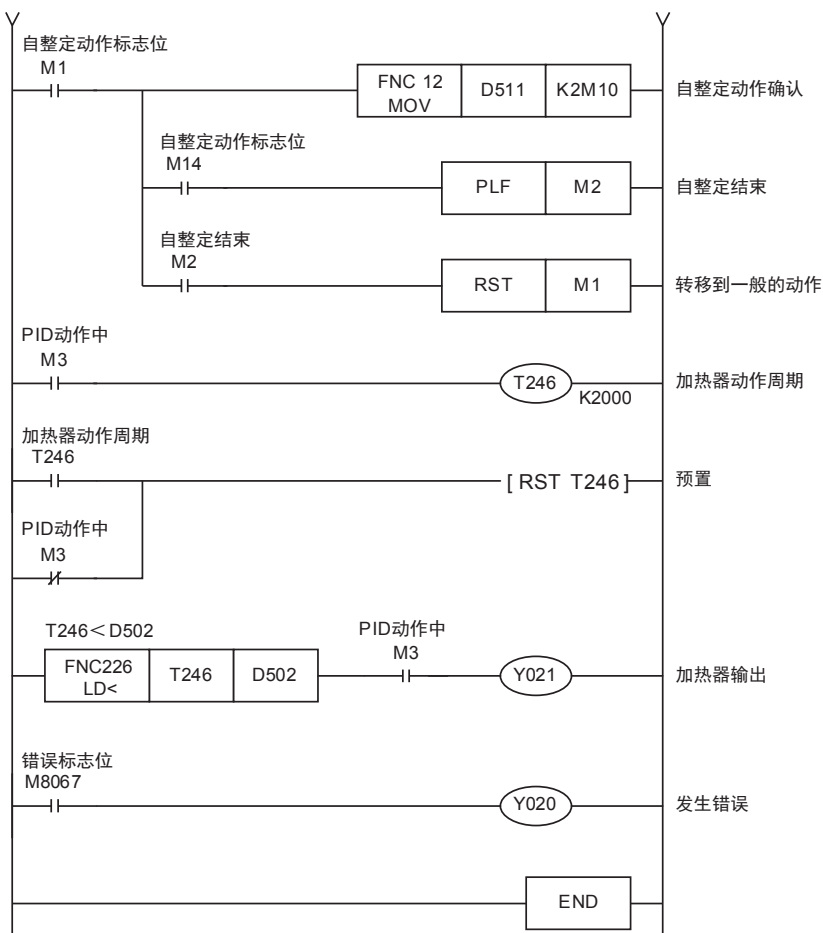 自整定动作标志位
M1
FNC 12
MOV
D511
K2M10
自整定动作确认
自整定动作标志位
M14
PLF
M2
自整定结束
自整定结束
M2
RST
M1
转移到一般的动作
PID动作中
M3
T246
K2000
加热器动作周期
加热器动作周期
T246
[ RST T246 ]
预置
PID动作中
M3
T246＜D502
FNC226
LD<
T246
D502
PID动作中
M3
Y021
加热器输出
错误标志位
M8067
Y020
发生错误
END